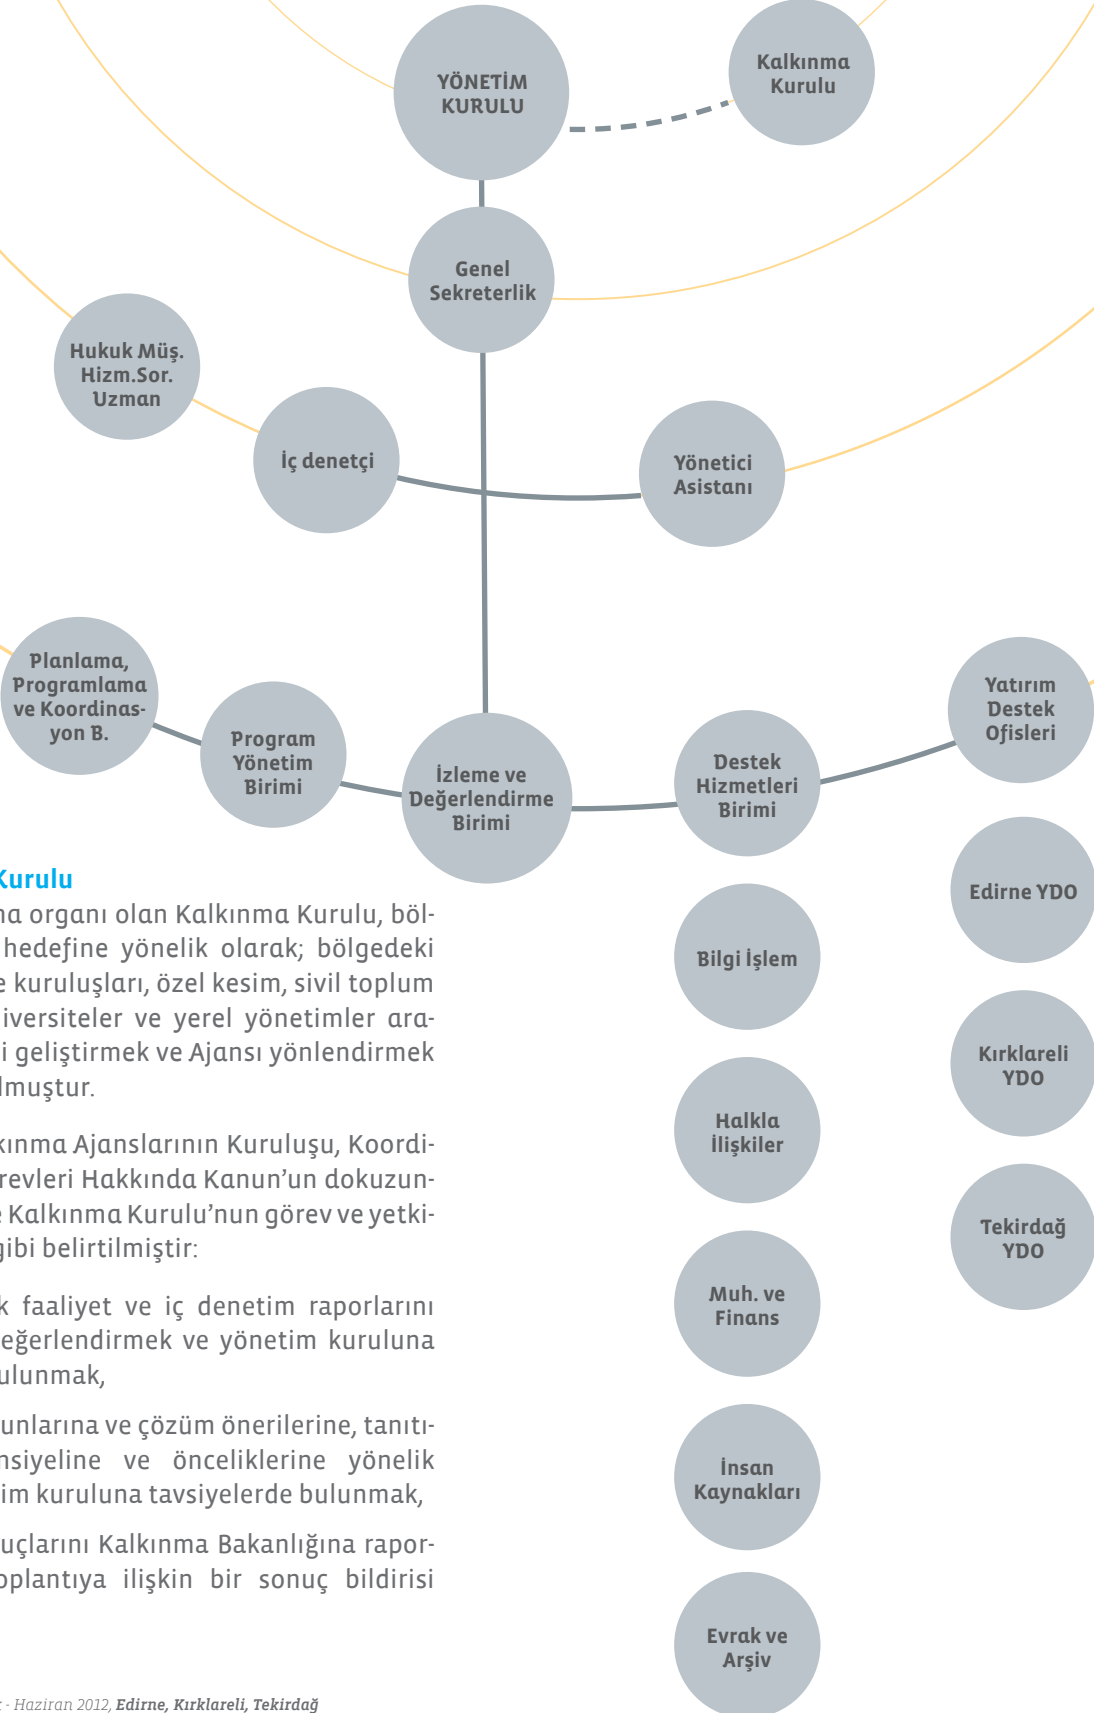 YÖNETİM
KURULU
Kalkınma
Kurulu
Genel
Sekreterlik
Hukuk Müş.
Hizm.Sor.
Uzman
İç denetçi
Yönetici
Asistanı
Planlama,
Programlama
ve Koordinas-
yon B.
Program
Yönetim
Birimi
İzleme ve
Değerlendirme
Birimi
Destek
Hizmetleri
Birimi
Yatırım
Destek
Ofisleri
Bilgi İşlem
Halkla
İlişkiler
Muh. ve
Finans
İnsan
Kaynakları
Evrak ve
Arşiv
Edirne YDO
Kırklareli
YDO
Tekirdağ
YDO
Kurulu
organı olan Kalkınma Kurulu, böl-
hedefine yönelik olarak; bölgedeki
kuruluşları, özel kesim, sivil toplum
iversiteler ve yerel yönetimler ara-
i geliştirmek ve Ajansı yönlendirmek
lmuştur.
kınma Ajanslarının Kuruluşu, Koordi-
revleri Hakkında Kanun’un dokuzun-
e Kalkınma Kurulu’nun görev ve yetki-
gibi belirtilmiştir:
k faaliyet ve iç denetim raporlarını
eğerlendirmek ve yönetim kuruluna
ulunmak,
unlarına ve çözüm önerilerine, tanıtı-
nsiyeline ve önceliklerine yönelik
im kuruluna tavsiyelerde bulunmak,
uçlarını Kalkınma Bakanlığına rapor-
oplantıya ilişkin bir sonuç bildirisi
- Haziran 2012, Edirne, Kırklareli, Tekirdağ